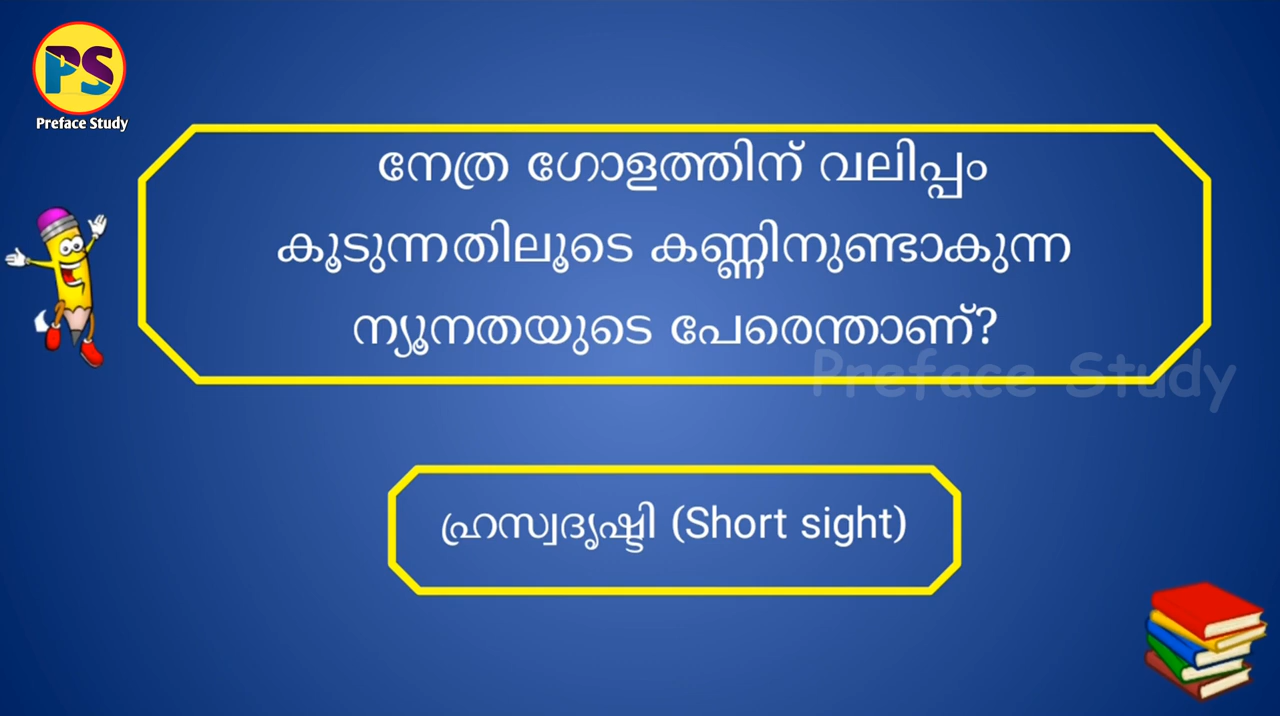 PS
Preface Study
നേത്ര ഗോളത്തിന് വലിപ്പം
കൂടുന്നതിലൂടെ കണ്ണിനുണ്ടാകുന്ന
ന്യൂനതയുടെ പേരെന്താണ്?
Preface Study
ഹ്രസ്വദൃഷ്ടി (Short sight)